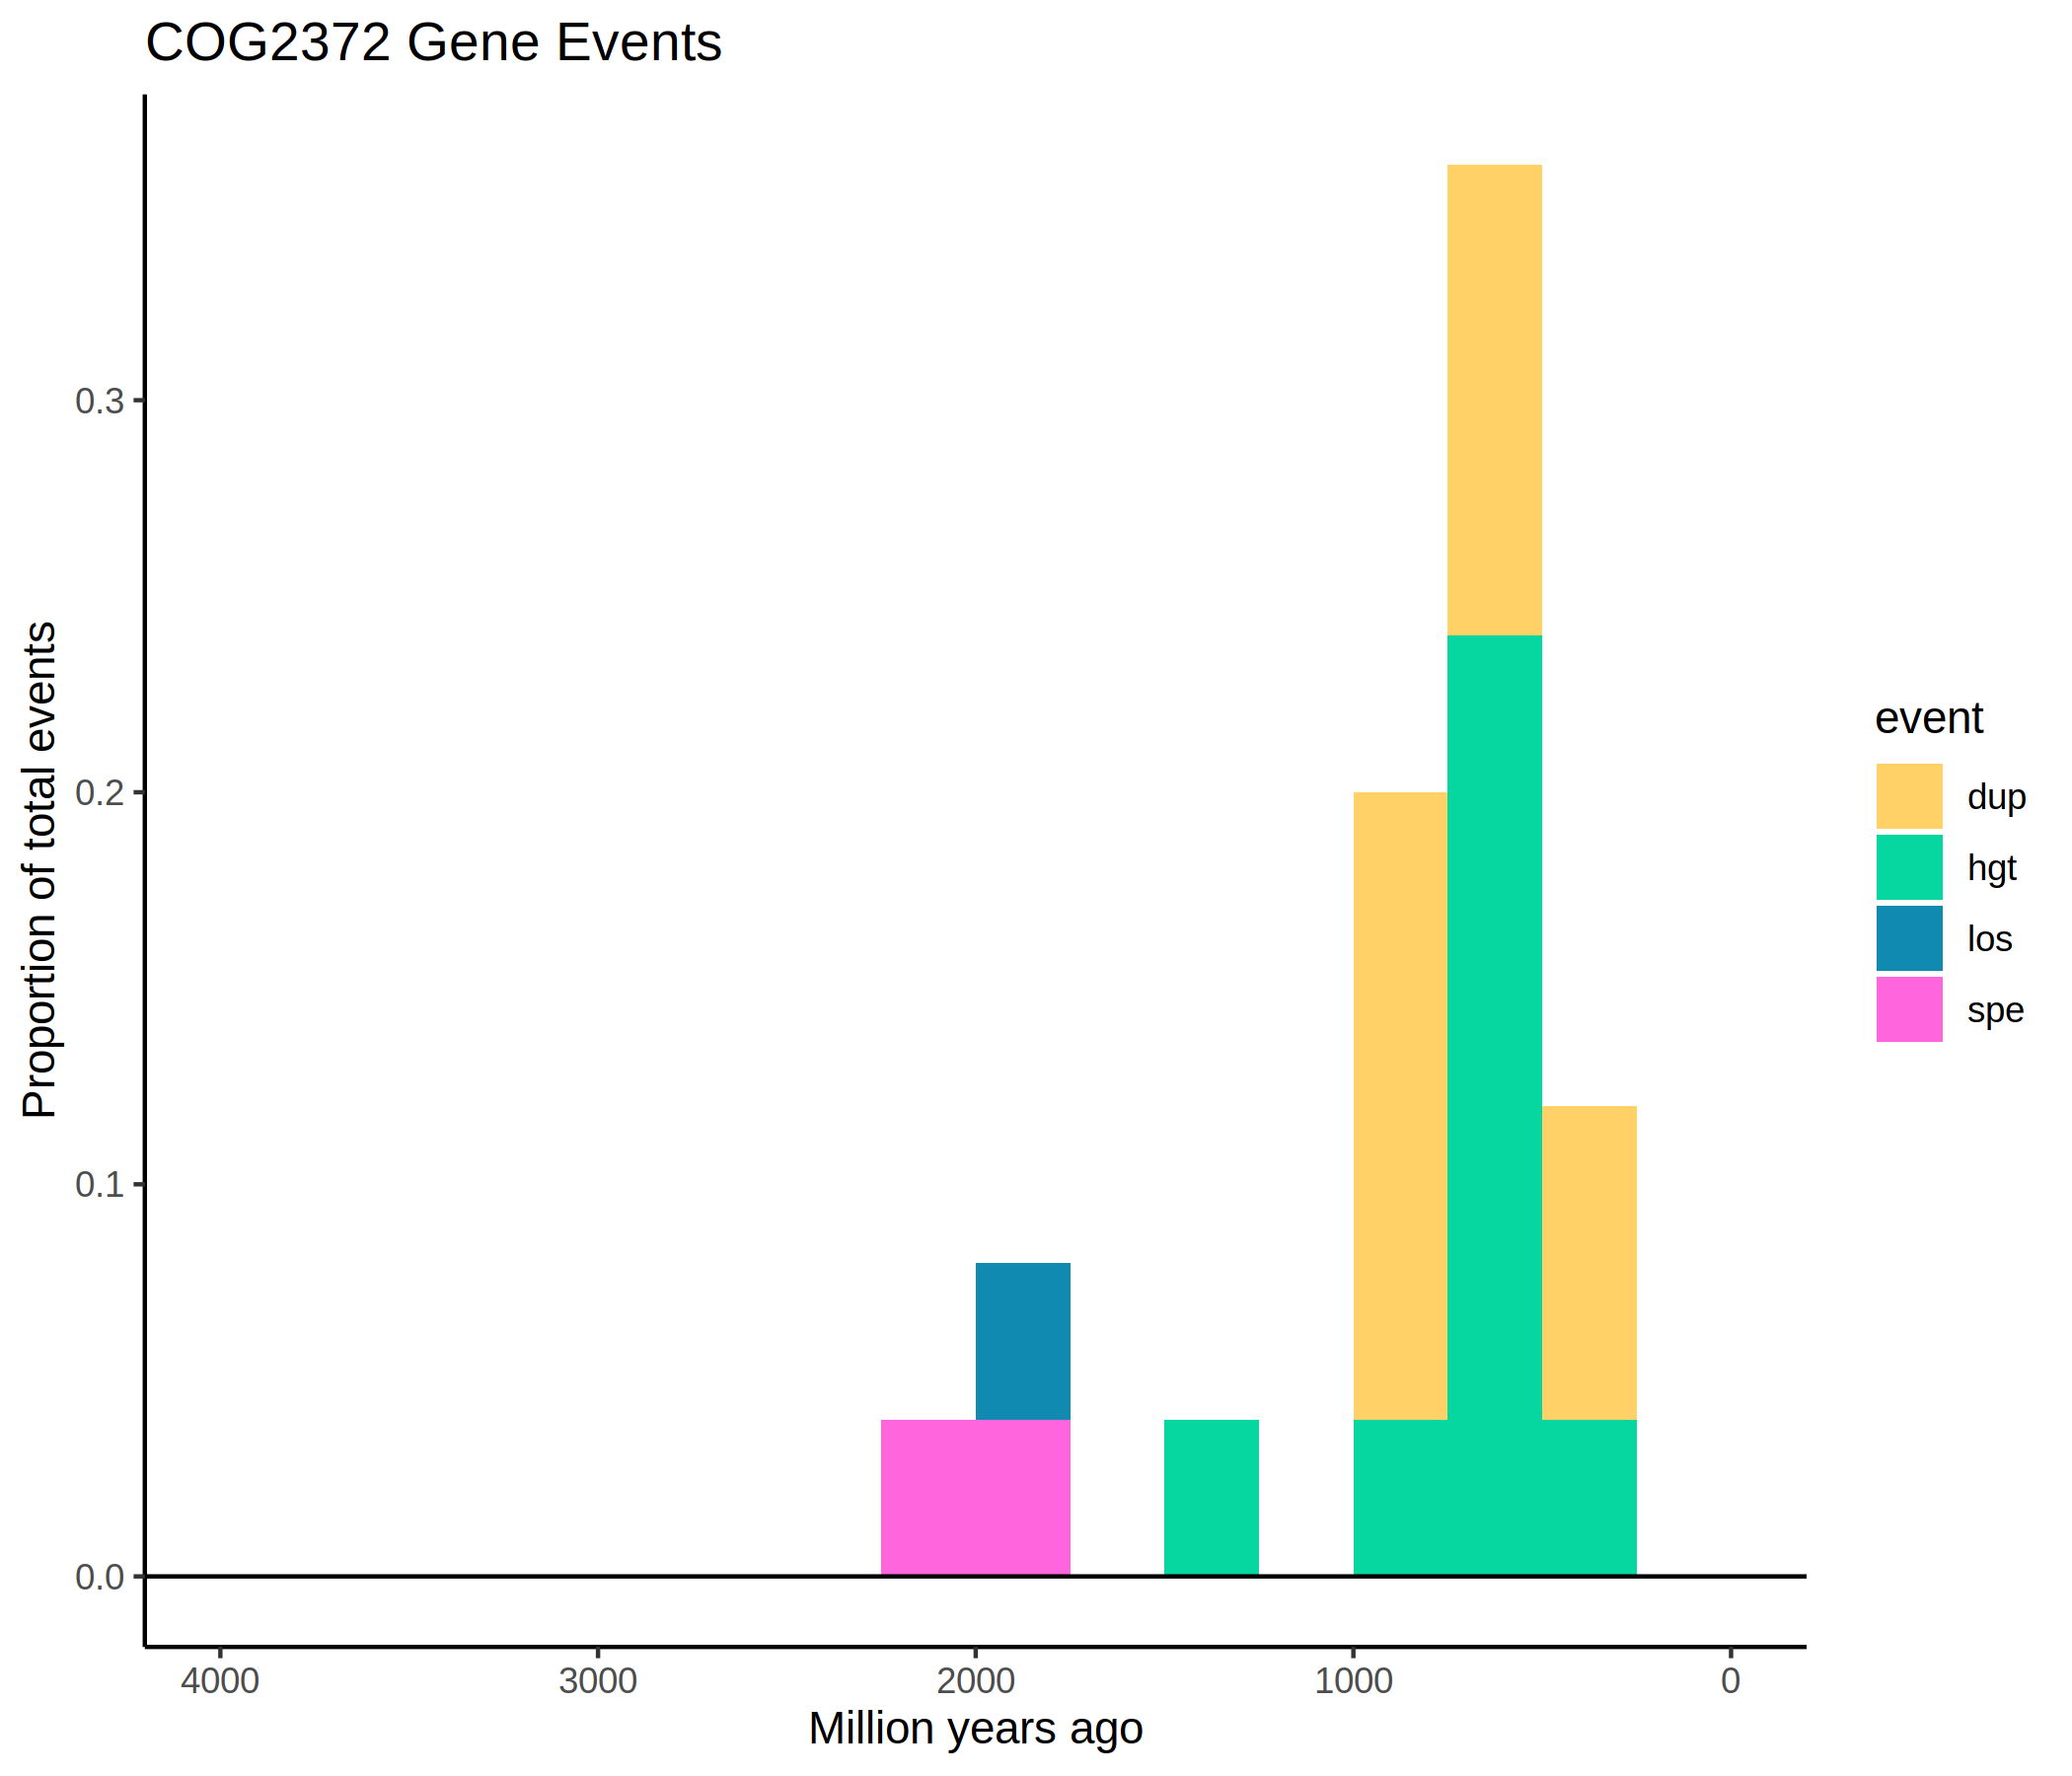 COG2372 Gene Events
Proportion of total events
0.3
0.2
0.1
0.0
4000 3000 2000 1000 0
Million years ago
event
dup
hgt
los
spe